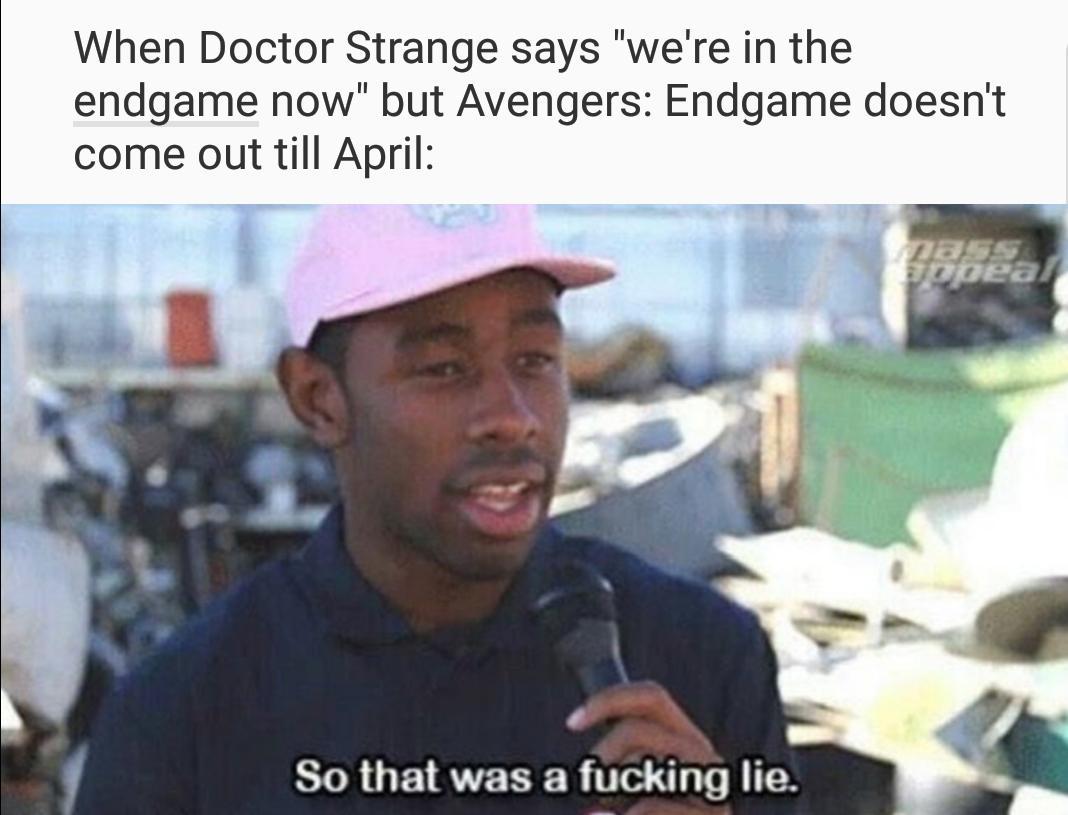 When Doctor Strange says "we're in the
endgame now" but Avengers: Endgame doesn't
come out till April:
mass
appeal
So that was a fucking lie.